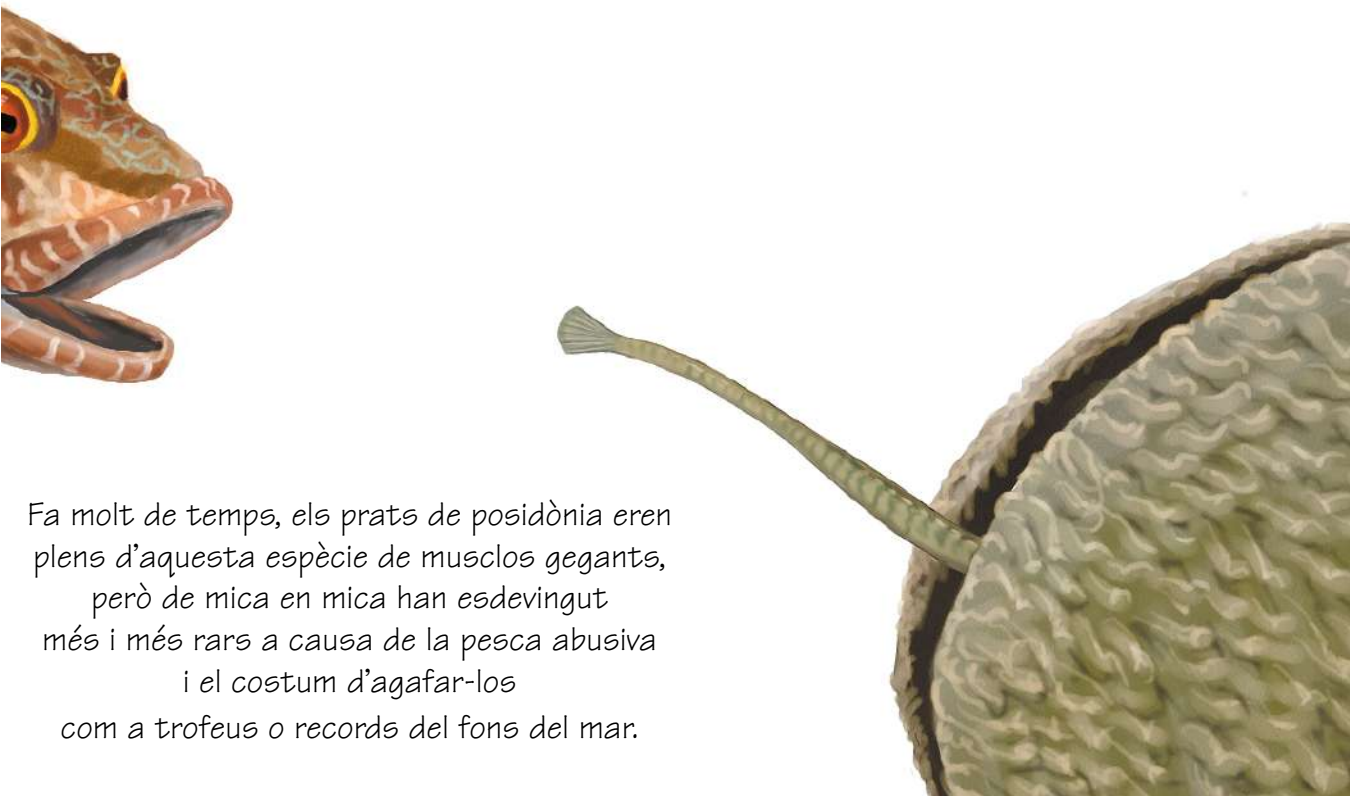 Fa molt de temps, els prats de posidònia eren
plens d'aquesta espècie de musclos gegants,
però de mica en mica han esdevingut
més i més rars a causa de la pesca abusiva
i el costum d'agafar-los
com a trofeus o records del fons del mar.